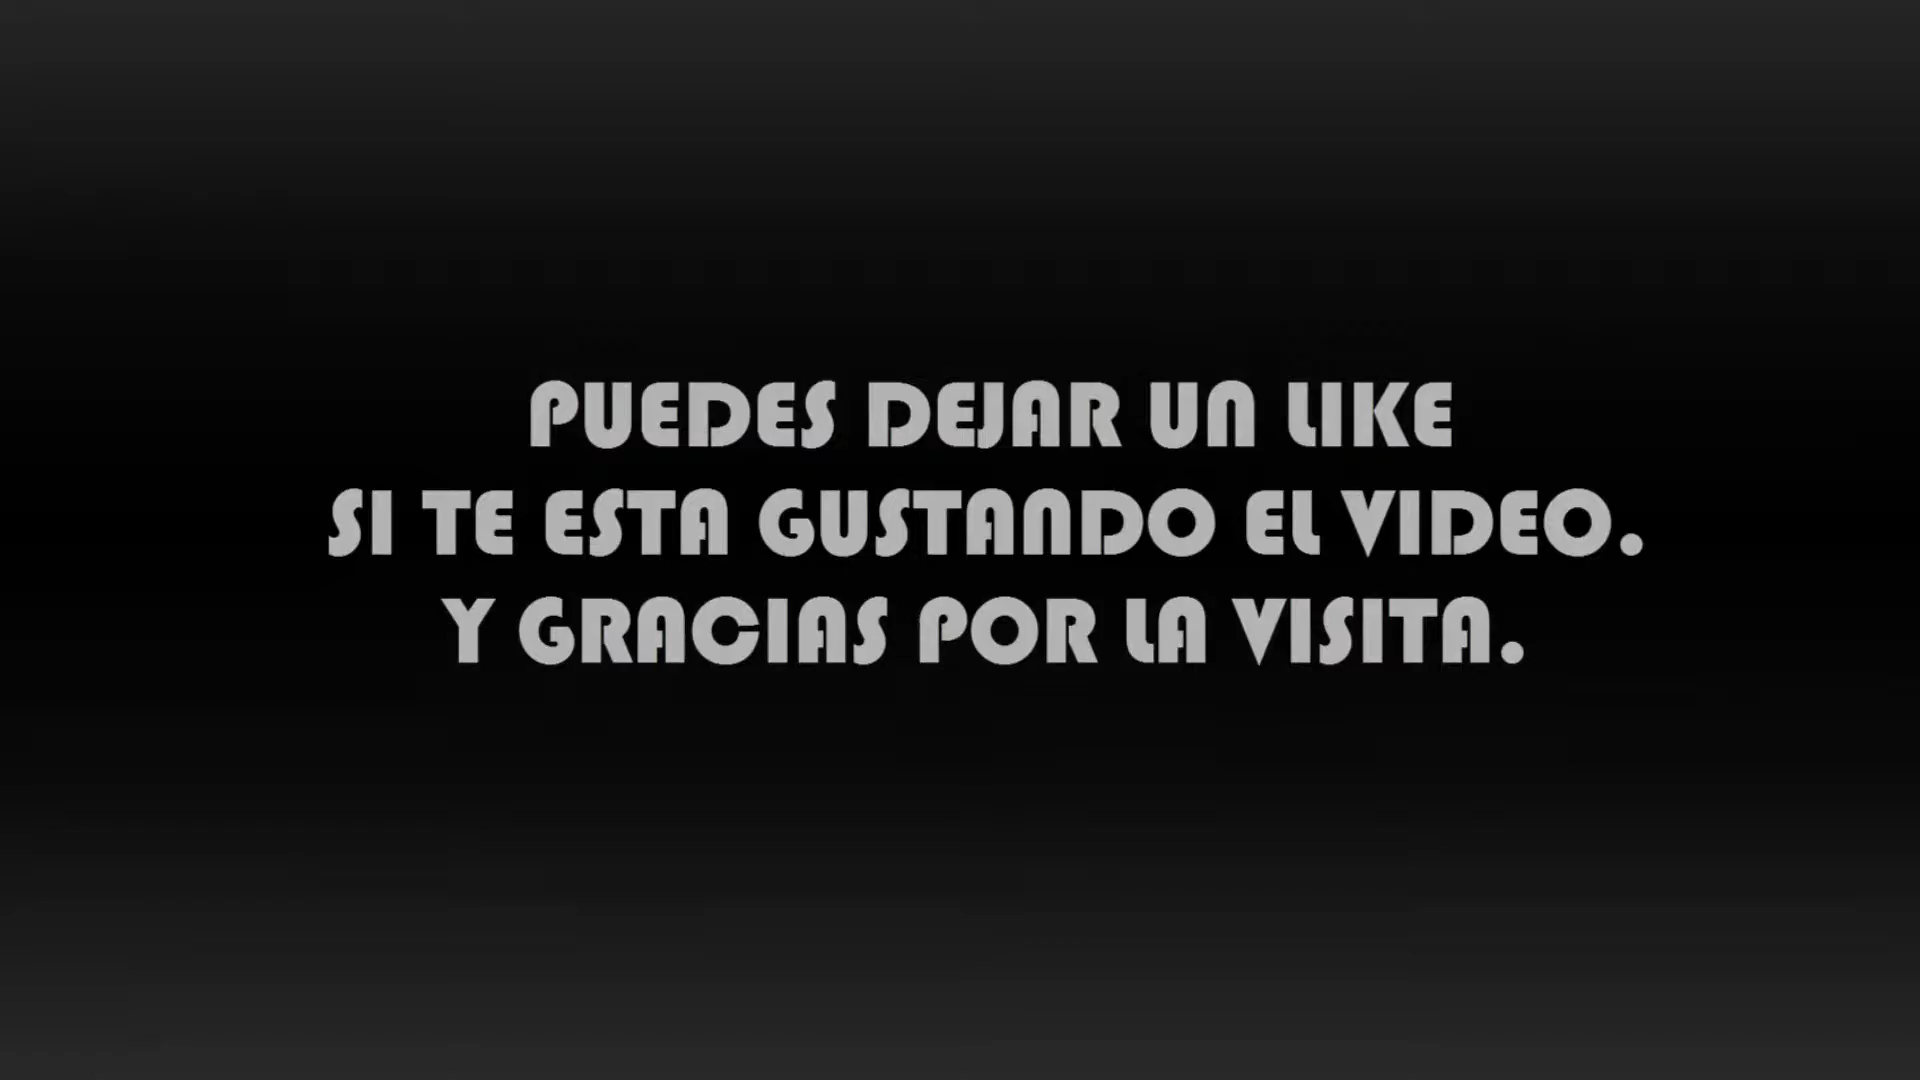 PUEDES DEJAR UN LIKE
SI TE ESTA GUSTANDO EL VIDEO.
Y GRACIAS POR LA VISITA.